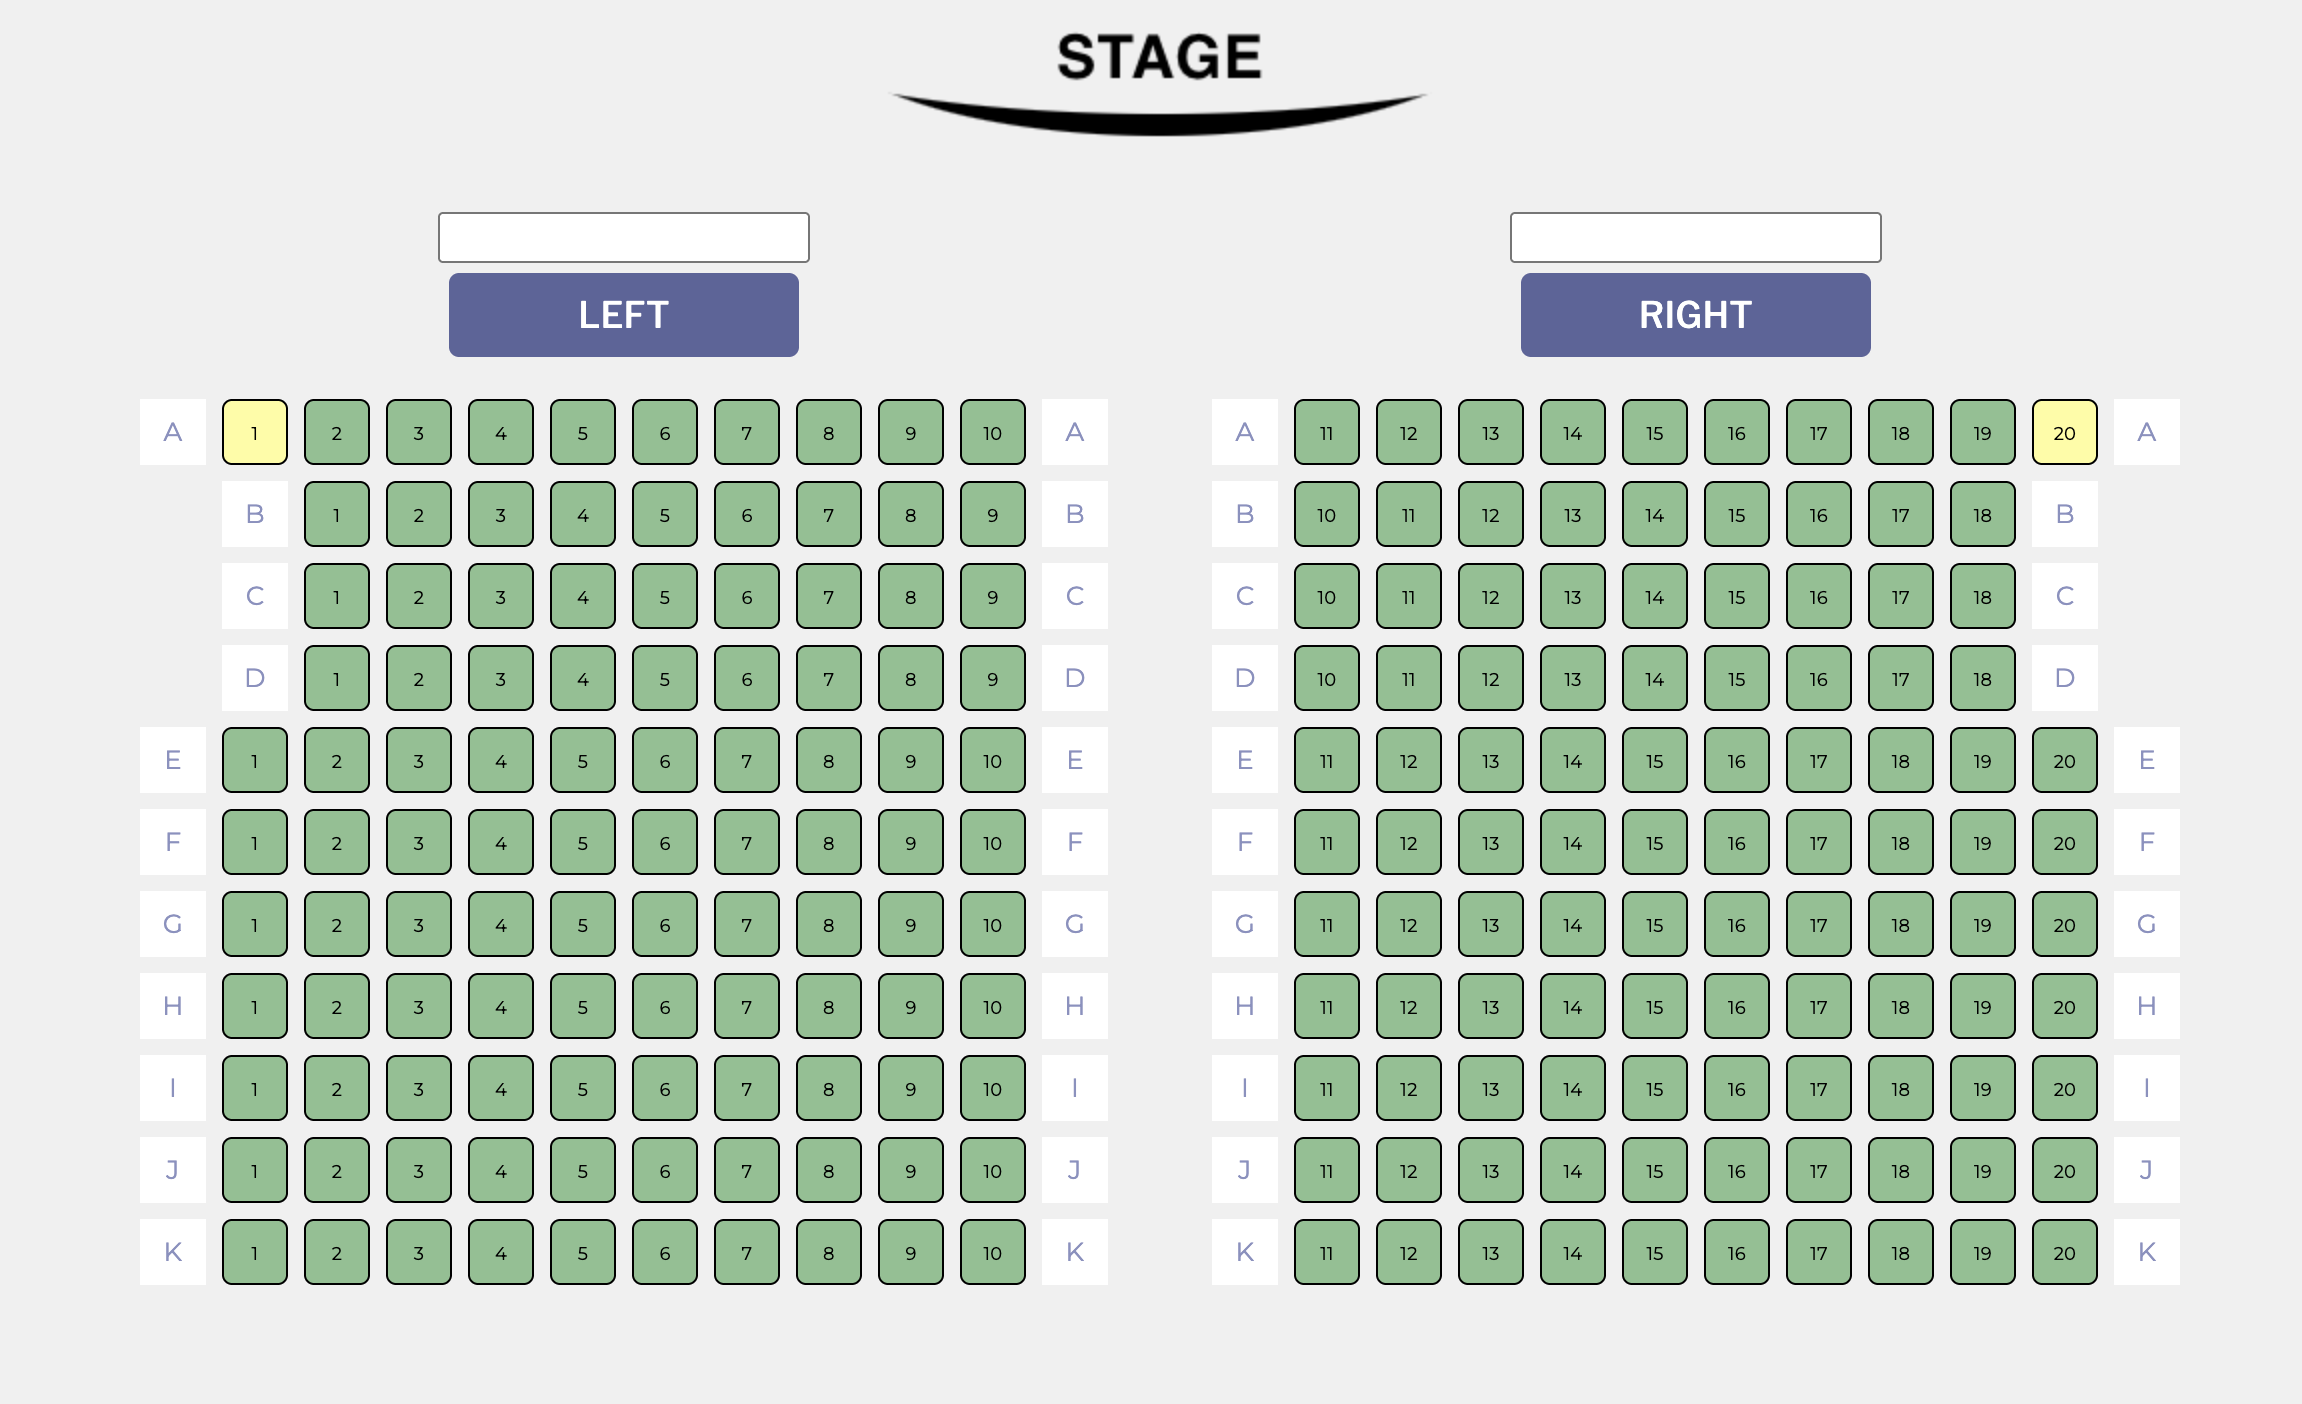 STAGE
LEFT RIGHT
A 1 2 3 4 5 6 7 8 9 10 A A 11 12 13 14 15 16 17 18 19 20 A
B 1 2 3 4 5 6 7 8 9 B B 10 11 12 13 14 15 16 17 18 B
C 1 2 3 4 5 6 7 8 9 C C 10 11 12 13 14 15 16 17 18 C
D 1 2 3 4 5 6 7 8 9 D D 10 11 12 13 14 15 16 17 18 D
E 1 2 3 4 5 6 7 8 9 10 E E 11 12 13 14 15 16 17 18 19 20 E
F 1 2 3 4 5 6 7 8 9 10 F F 11 12 13 14 15 16 17 18 19 20 F
G 1 2 3 4 5 6 7 8 9 10 G G 11 12 13 14 15 16 17 18 19 20 G
H 1 2 3 4 5 6 7 8 9 10 H H 11 12 13 14 15 16 17 18 19 20 H
I 1 2 3 4 5 6 7 8 9 10 I I 11 12 13 14 15 16 17 18 19 20 I
J 1 2 3 4 5 6 7 8 9 10 J J 11 12 13 14 15 16 17 18 19 20 J
K 1 2 3 4 5 6 7 8 9 10 K K 11 12 13 14 15 16 17 18 19 20 K